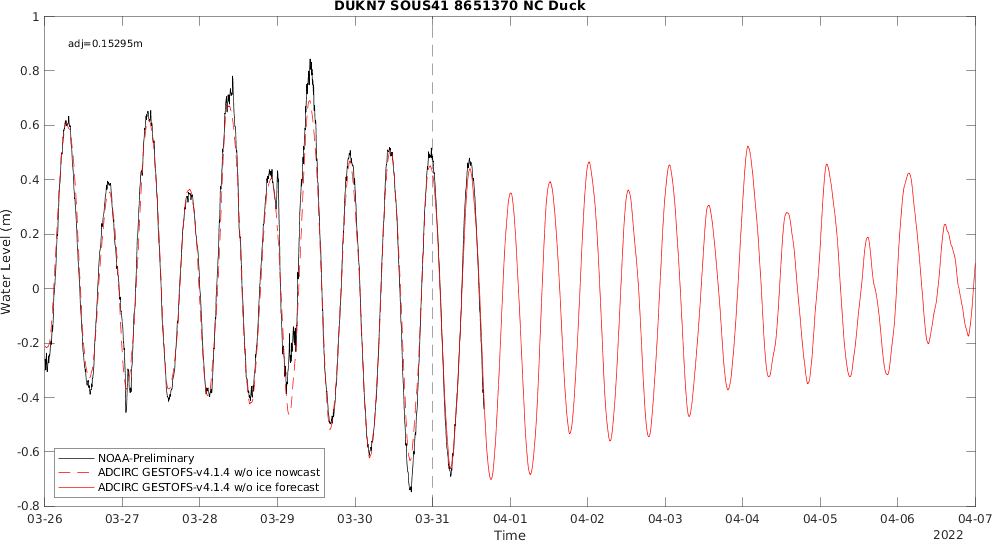 DUKN7 SOUS41 8651370 NC Duck
adj=0.15295m
1
0.8
0.6
0.4
0.2
0
-0.2
-0.4
-0.6
-0.8
Water Level (m)
NOAA-Preliminary
ADCIRC GESTOFS-v4.1.4 w/o ice nowcast
ADCIRC GESTOFS-v4.1.4 w/o ice forecast
03-26 03-27 03-28 03-29 03-30 03-31 04-01 04-02 04-03 04-04 04-05 04-06 04-07
Time
2022